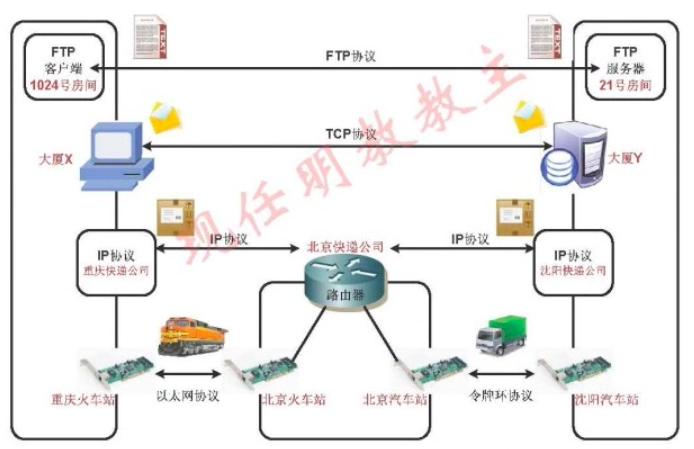 FTP
客户端
1024号房间
TEXT
FTP协议
TEXT
FTP
服务器
21号房间
大厦X
TCP协议
大厦Y
现任明教教主
IP协议
重庆快递公司
IP协议
北京快递公司
路由器
IP协议
IP协议
沈阳快递公司
重庆火车站
以太网协议
北京火车站
北京汽车站
令牌环协议
沈阳汽车站